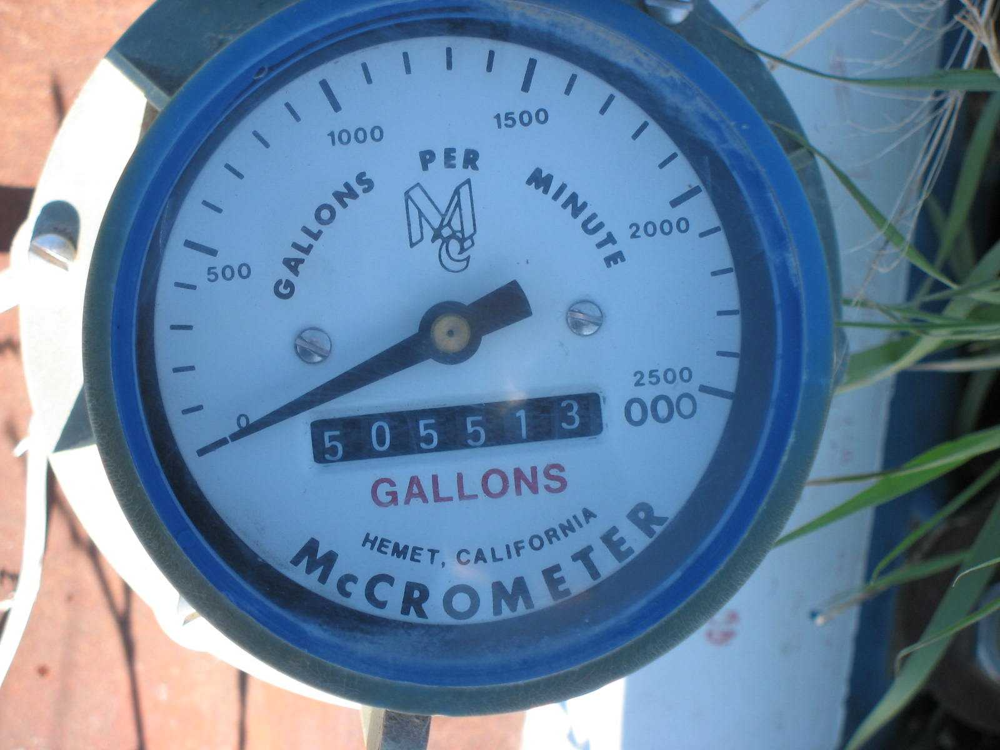 1000
1500
GALLONS PER MINUTE
Mc
500
2000
0
2500
505513 000
GALLONS
HEMET, CALIFORNIA
McCROMETER